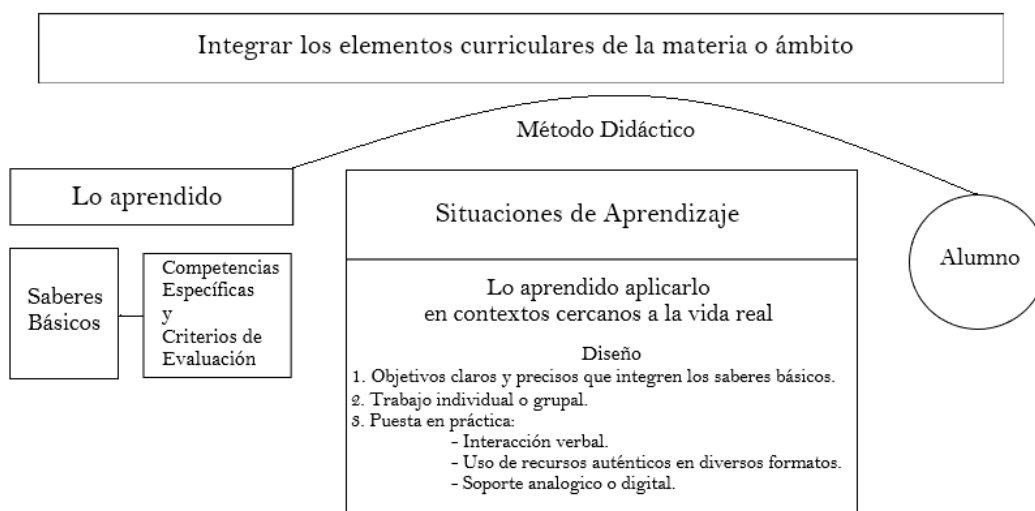 Integrar los elementos curriculares de la materia o ámbito
Método Didáctico
Lo aprendido
Saberes
Básicos
Competencias
Específicas
y
Criterios de
Evaluación
Situaciones de Aprendizaje
Lo aprendido aplicarlo
en contextos cercanos a la vida real
Diseño
1. Objetivos claros y precisos que integren los saberes básicos.
2. Trabajo individual o grupal.
3. Puesta en práctica:
- Interacción verbal.
- Uso de recursos auténticos en diversos formatos.
- Soporte analogico o digital.
Alumno